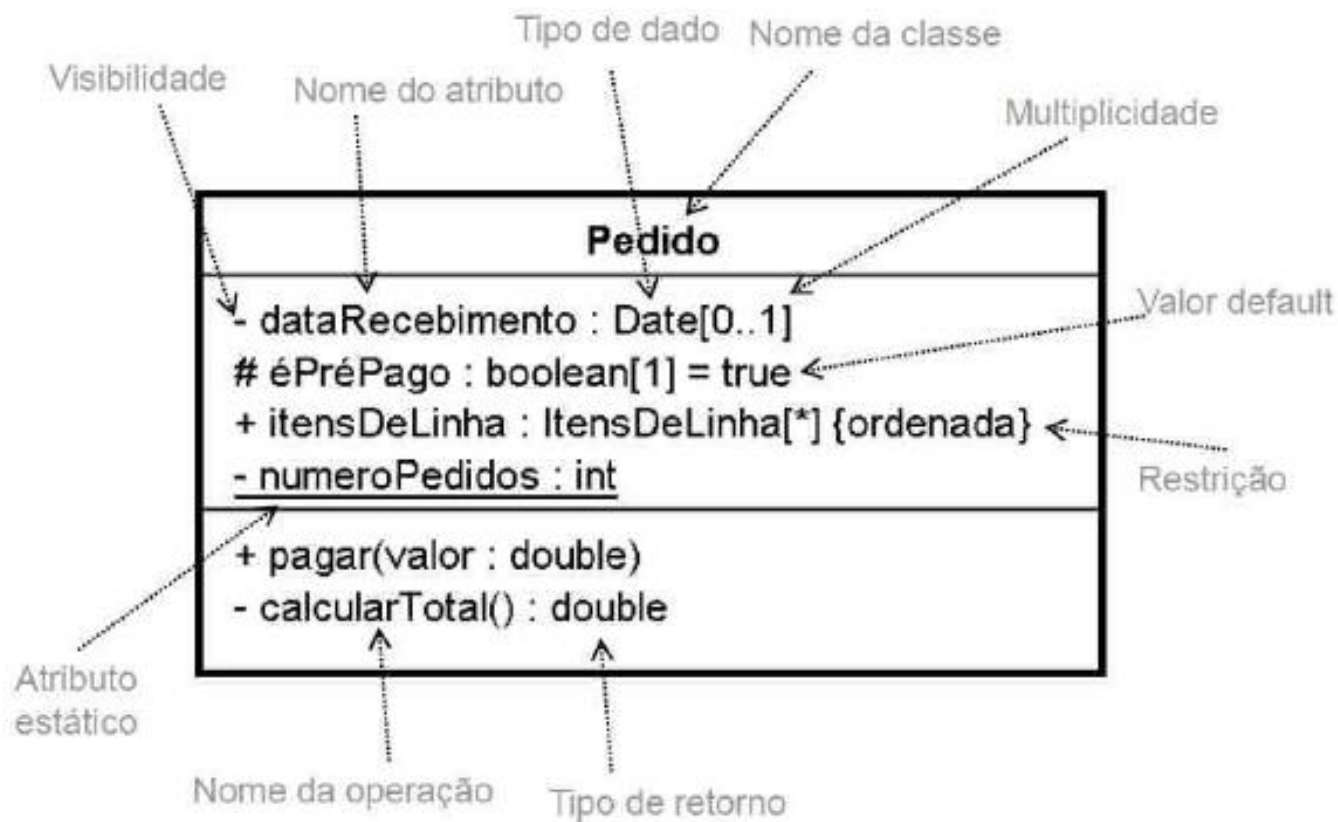 Tipo de dado
Nome da classe
Visibilidade
Nome do atributo
Multiplicidade
Pedido
- dataRecebimento : Date[0..1]
Valor default
# éPréPago : boolean[1] = true
+ itensDeLinha : ItensDeLinha[*] {ordenada}
Restrição
- numeroPedidos : int
+ pagar(valor : double)
- calcularTotal() : double
Atributo
estático
Nome da operação
Tipo de retorno